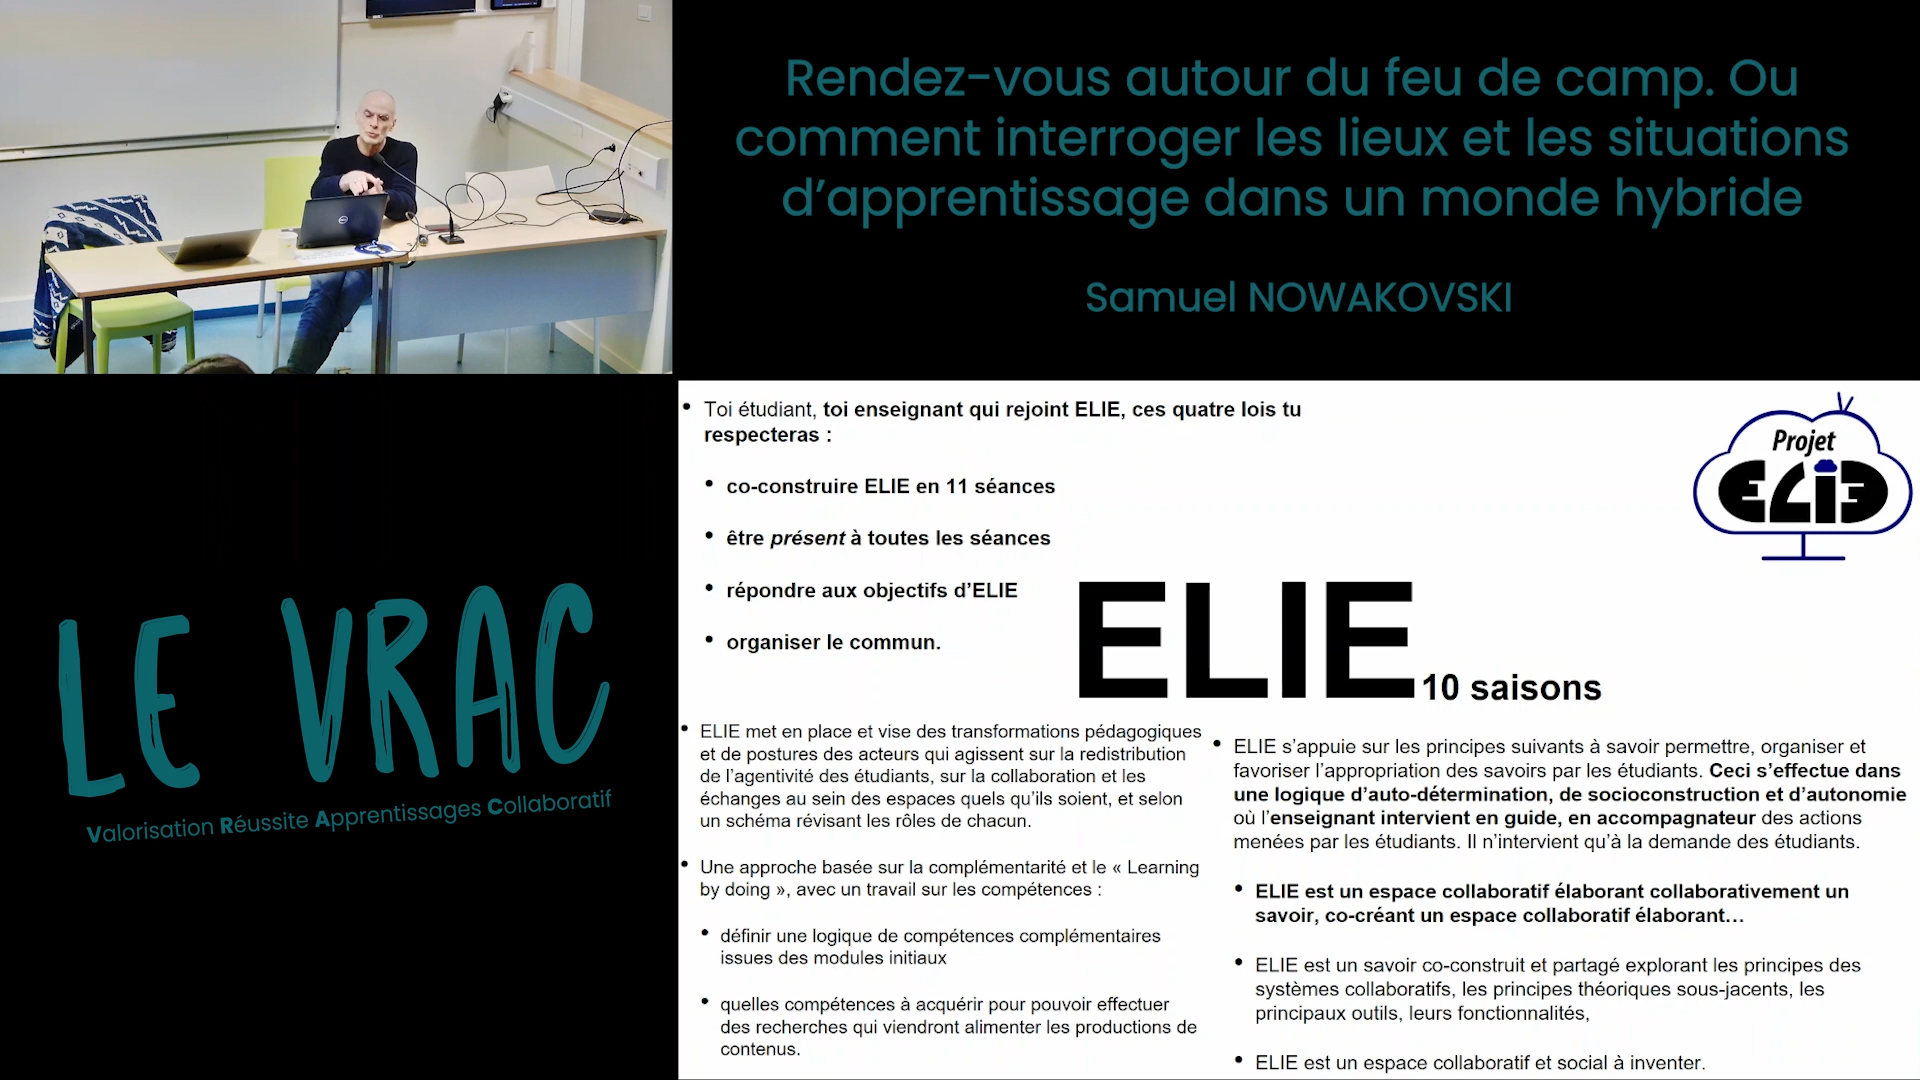 Rendez-vous autour du feu de camp. Ou
comment interroger les lieux et les situations
d’apprentissage dans un monde hybride
Samuel NOWAKOVSKI
LE VRAC
Valorisation Réussite Apprentissages Collaboratif
• Toi étudiant, toi enseignant qui rejoint ELIE, ces quatre lois tu
respecteras :
• co-construire ELIE en 11 séances
• être présent à toutes les séances
• répondre aux objectifs d’ELIE
• organiser le commun.
Projet
ELIE
ELIE
10 saisons
• ELIE met en place et vise des transformations pédagogiques
et de postures des acteurs qui agissent sur la redistribution
de l’agentivité des étudiants, sur la collaboration et les
échanges au sein des espaces quels qu’ils soient, et selon
un schéma révisant les rôles de chacun.
• Une approche basée sur la complémentarité et le « Learning
by doing », avec un travail sur les compétences :
• définir une logique de compétences complémentaires
issues des modules initiaux
• quelles compétences à acquérir pour pouvoir effectuer
des recherches qui viendront alimenter les productions de
contenus.
• ELIE s’appuie sur les principes suivants à savoir permettre, organiser et
favoriser l’appropriation des savoirs par les étudiants. Ceci s’effectue dans
une logique d’auto-détermination, de socioconstruction et d’autonomie
où l’enseignant intervient en guide, en accompagnateur des actions
menées par les étudiants. Il n’intervient qu’à la demande des étudiants.
• ELIE est un espace collaboratif élaborant collaborativement un
savoir, co-créant un espace collaboratif élaborant…
• ELIE est un savoir co-construit et partagé explorant les principes des
systèmes collaboratifs, les principes théoriques sous-jacents, les
principaux outils, leurs fonctionnalités,
• ELIE est un espace collaboratif et social à inventer.